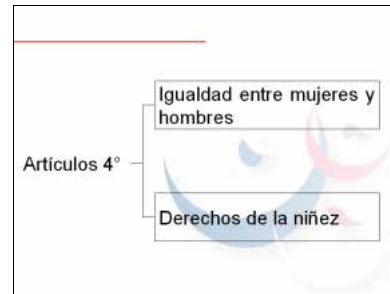 Igualdad entre mujeres y
hombres
Artículos 4°
Derechos de la niñez